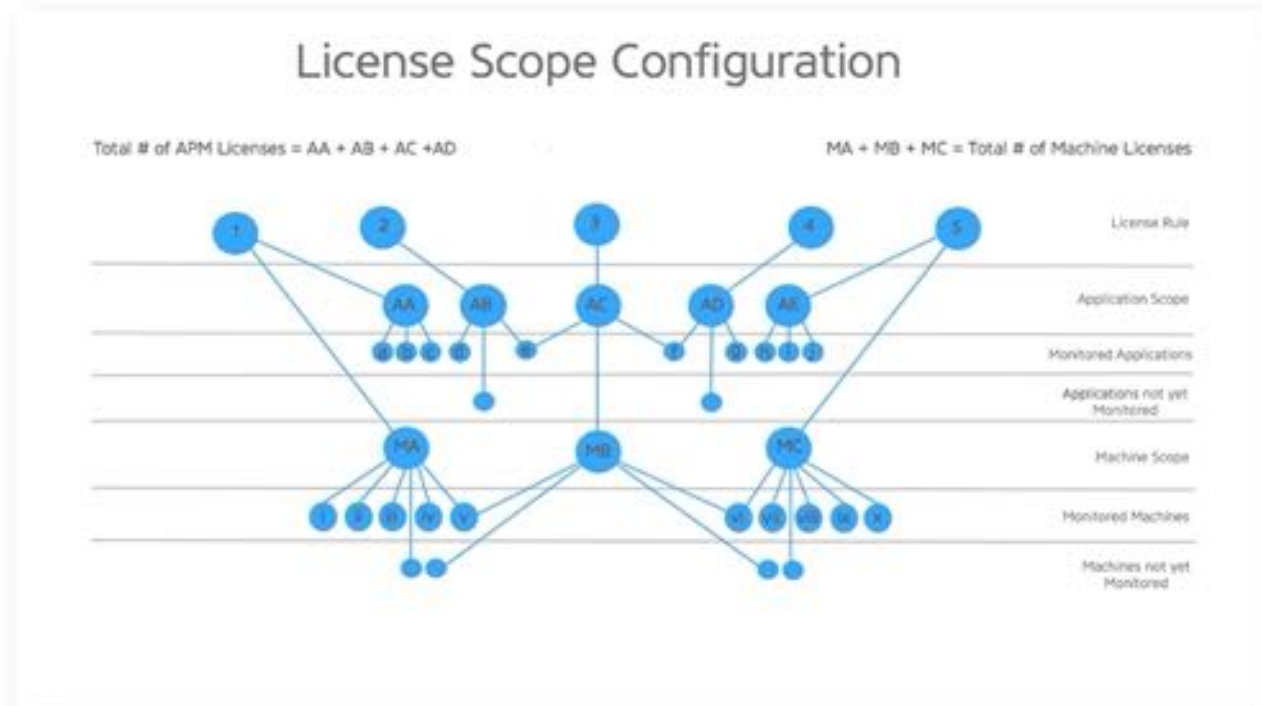 License Scope Configuration
Total # of APM Licenses = AA + AB + AC +AD
MA + MB + MC = Total # of Machine Licenses
1 2 3 4 5
License Rule
AA AB AC AD AE
Application Scope
a b c d e f g h i j
Monitored Applications
Applications not yet
Monitored
MA MB MC
Machine Scope
i ii iii iv v vi vii viii ix x
Monitored Machines
Machines not yet
Monitored